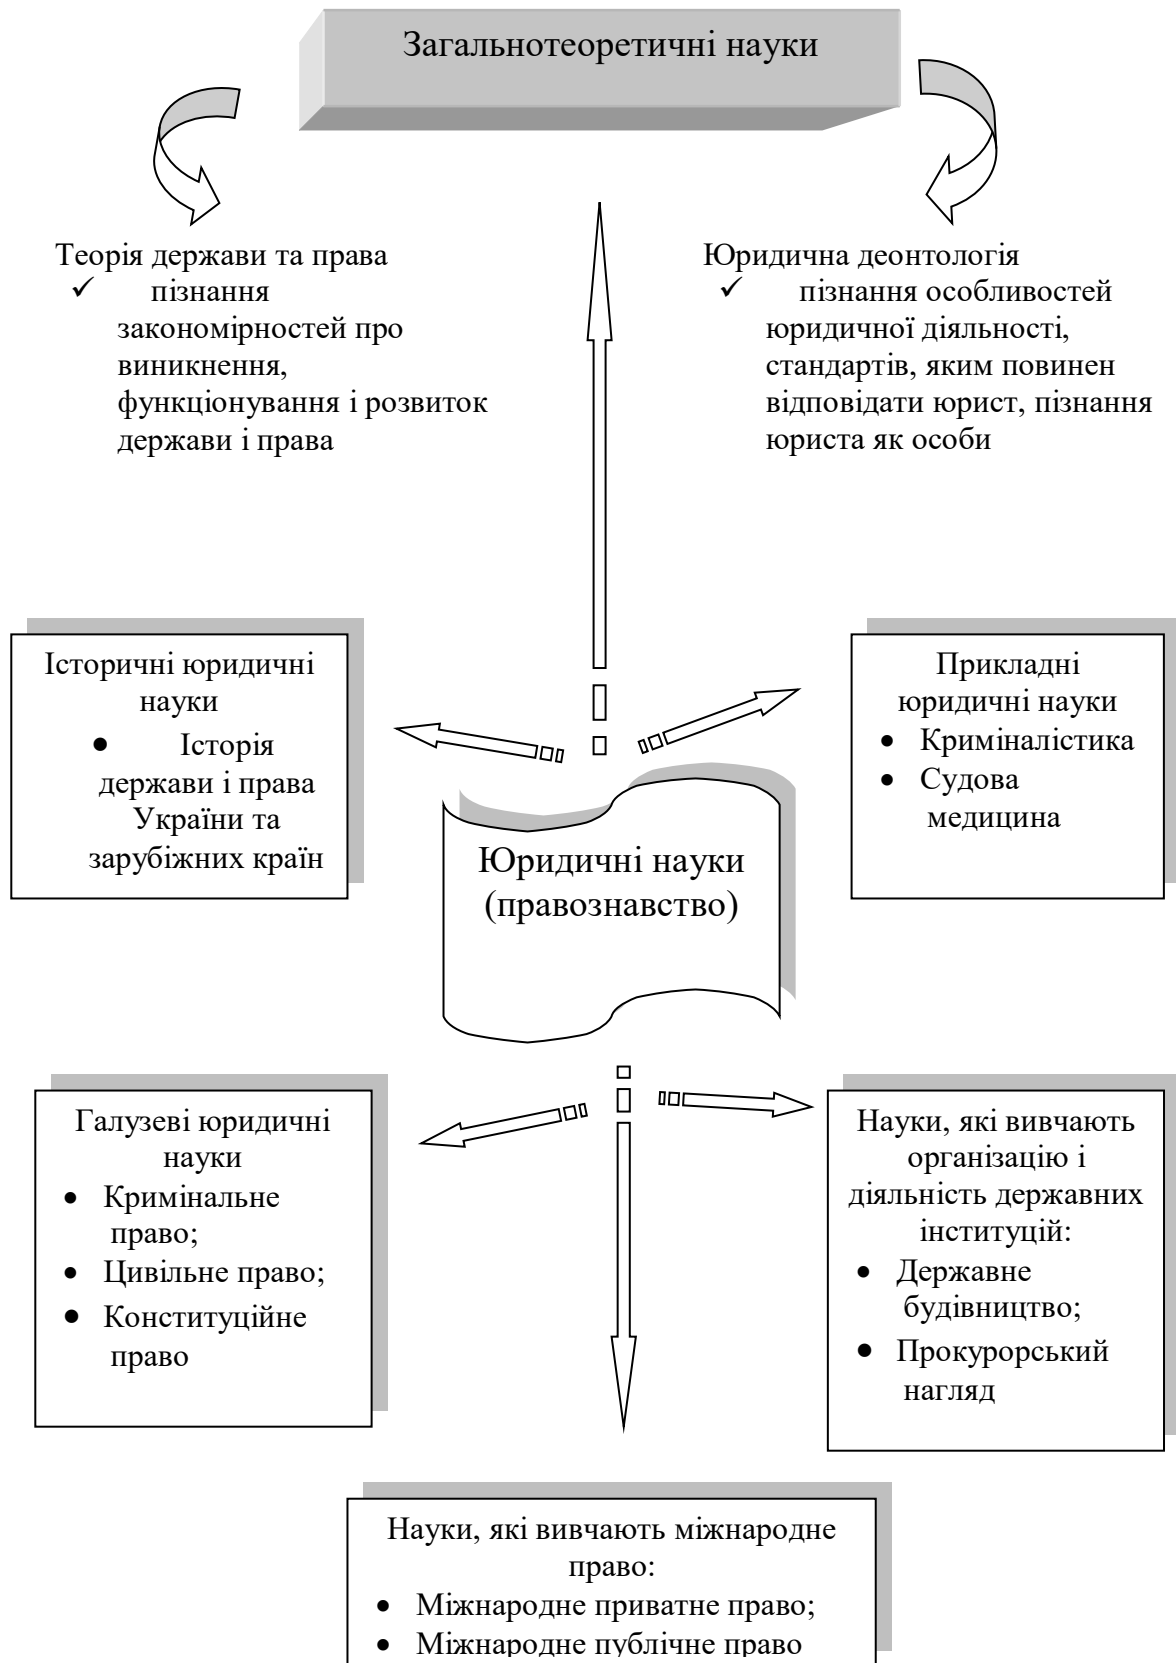 Загальнотеоретичні науки
Теорія держави та права
✓ пізнання
закономірностей про
виникнення,
функціонування і розвиток
держави і права
Юридична деонтологія
✓ пізнання особливостей
юридичної діяльності,
стандартів, яким повинен
відповідати юрист, пізнання
юриста як особи
Історичні юридичні
науки
• Історія
держави і права
України та
зарубіжних країн
Прикладні
юридичні науки
• Криміналістика
• Судова
медицина
Юридичні науки
(правознавство)
Галузеві юридичні
науки
• Кримінальне
право;
• Цивільне право;
• Конституційне
право
Науки, які вивчають
організацію і
діяльність державних
інституцій:
• Державне
будівництво;
• Прокурорський
нагляд
Науки, які вивчають міжнародне
право:
• Міжнародне приватне право;
• Міжнародне публічне право